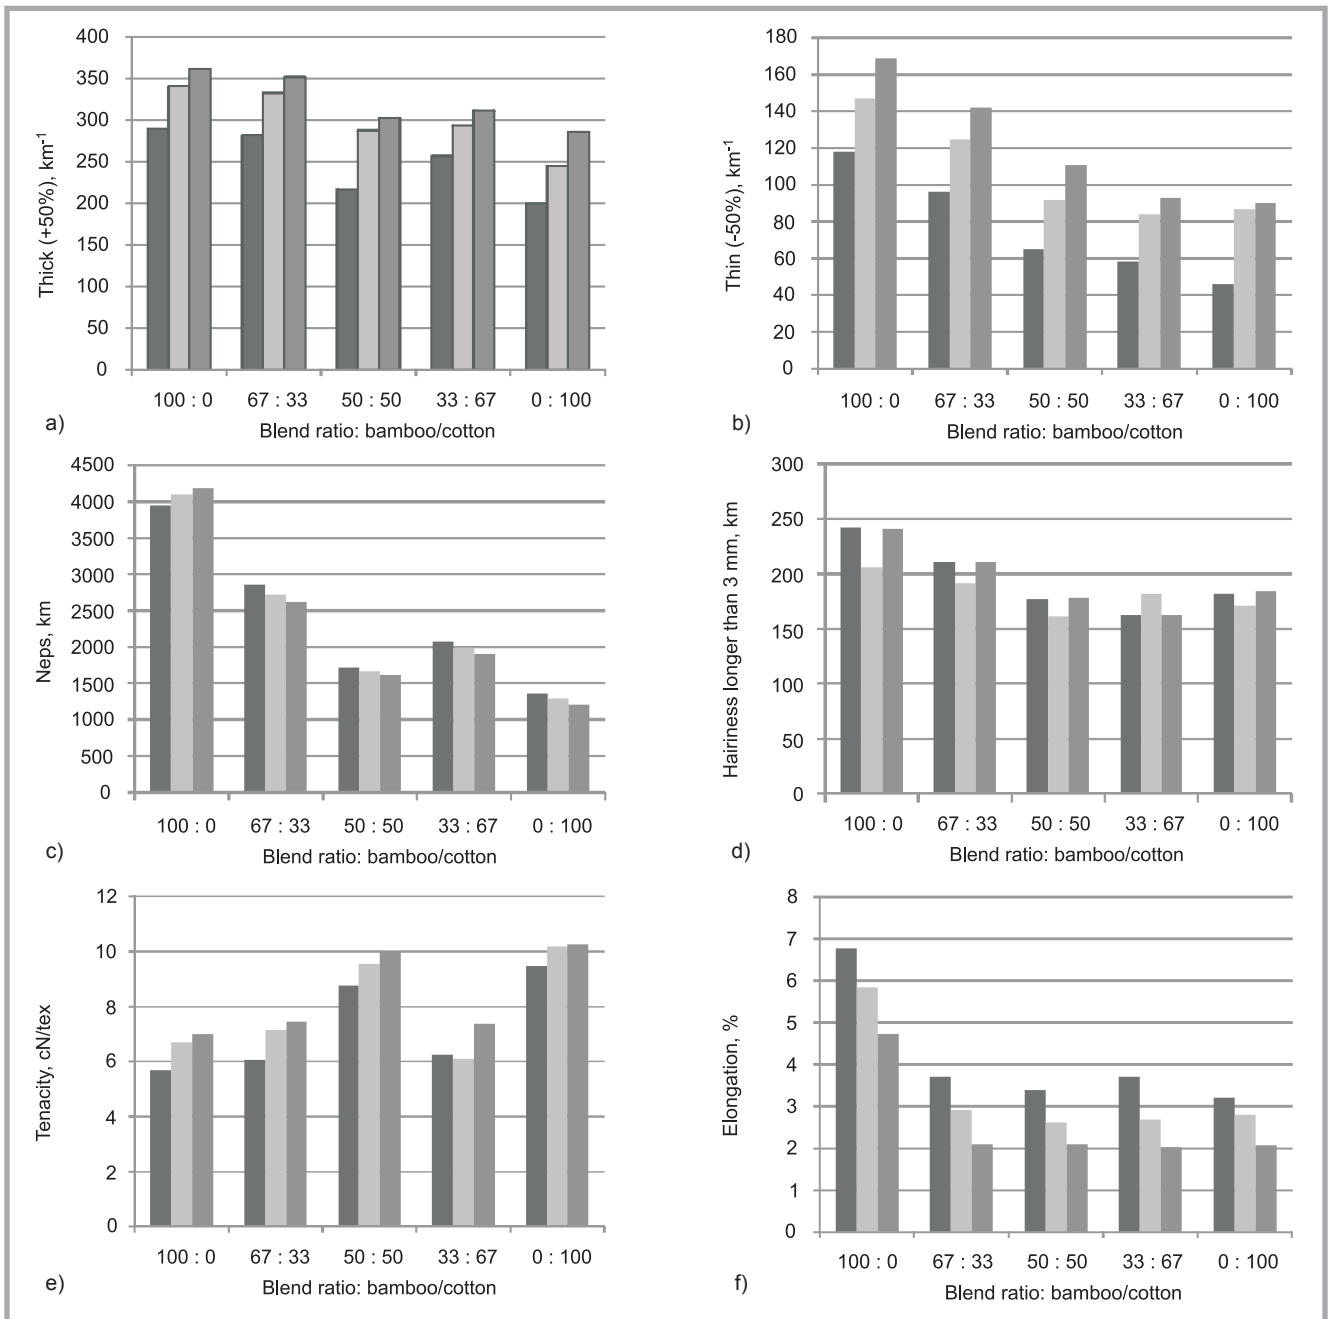 400
350
300
250
200
150
100
50
0
Thick (+50%), km-1
100 : 0 67 : 33 50 : 50 33 : 67 0 : 100
a)
Blend ratio: bamboo/cotton
180
160
140
120
100
80
60
40
20
0
Thin (-50%), km-1
100 : 0 67 : 33 50 : 50 33 : 67 0 : 100
b)
Blend ratio: bamboo/cotton
4500
4000
3500
3000
2500
2000
1500
1000
500
0
Neps, km
100 : 0 67 : 33 50 : 50 33 : 67 0 : 100
c)
Blend ratio: bamboo/cotton
300
250
200
150
100
50
0
Hairiness longer than 3 mm, km
100 : 0 67 : 33 50 : 50 33 : 67 0 : 100
d)
Blend ratio: bamboo/cotton
12
10
8
6
4
2
0
Tenacity, cN/tex
100 : 0 67 : 33 50 : 50 33 : 67 0 : 100
e)
Blend ratio: bamboo/cotton
8
7
6
5
4
3
2
1
0
Elongation, %
100 : 0 67 : 33 50 : 50 33 : 67 0 : 100
f)
Blend ratio: bamboo/cotton